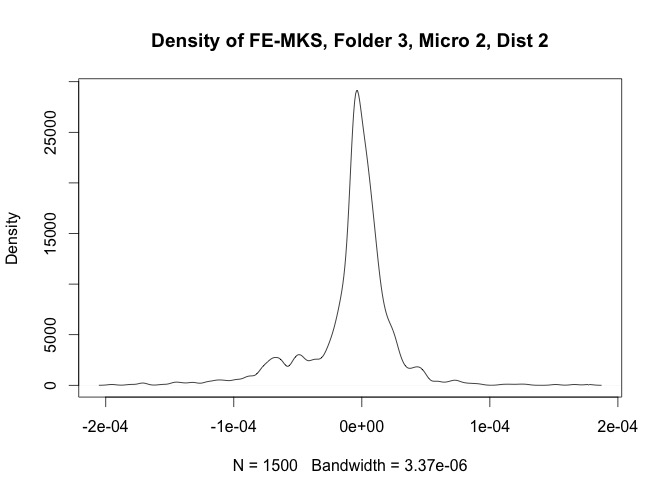 Density of FE-MKS, Folder 3, Micro 2, Dist 2
Density
25000
15000
5000
0
-2e-04 -1e-04 0e+00 1e-04 2e-04
N = 1500 Bandwidth = 3.37e-06